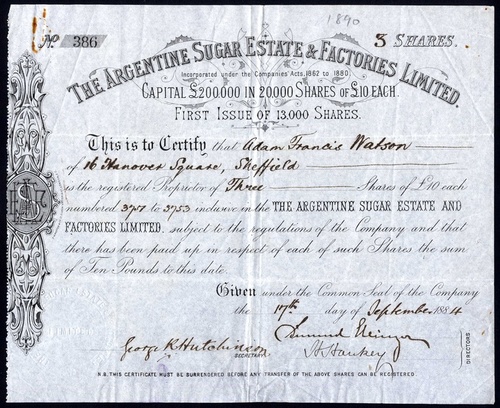 1890
No. 386 3 SHARES.
THE ARGENTINE SUGAR ESTATE & FACTORIES LIMITED.
Incorporated under the Companies' Acts, 1862 to 1880.
CAPITAL £200,000 IN 20,000 SHARES OF £10 EACH.
FIRST ISSUE OF 13,000 SHARES.
This is to Certify that Adam Francis Watson
of 16 Hanover Square, Sheffield
is the registered Proprietor of Three Shares of £10 each
numbered 3751 to 3753 inclusive in the THE ARGENTINE SUGAR ESTATE AND
FACTORIES LIMITED, subject to the regulations of the Company and that
there has been paid up in respect of each of such Shares the sum
of Ten Pounds to this date.
Given under the Common Seal of the Company
the 17th day of September 1884
George R Hutchinson
SECRETARY
A Hankey
DIRECTORS
N.B. THIS CERTIFICATE MUST BE SURRENDERED BEFORE ANY TRANSFER OF THE ABOVE SHARES CAN BE REGISTERED.
SUGAR ESTATE